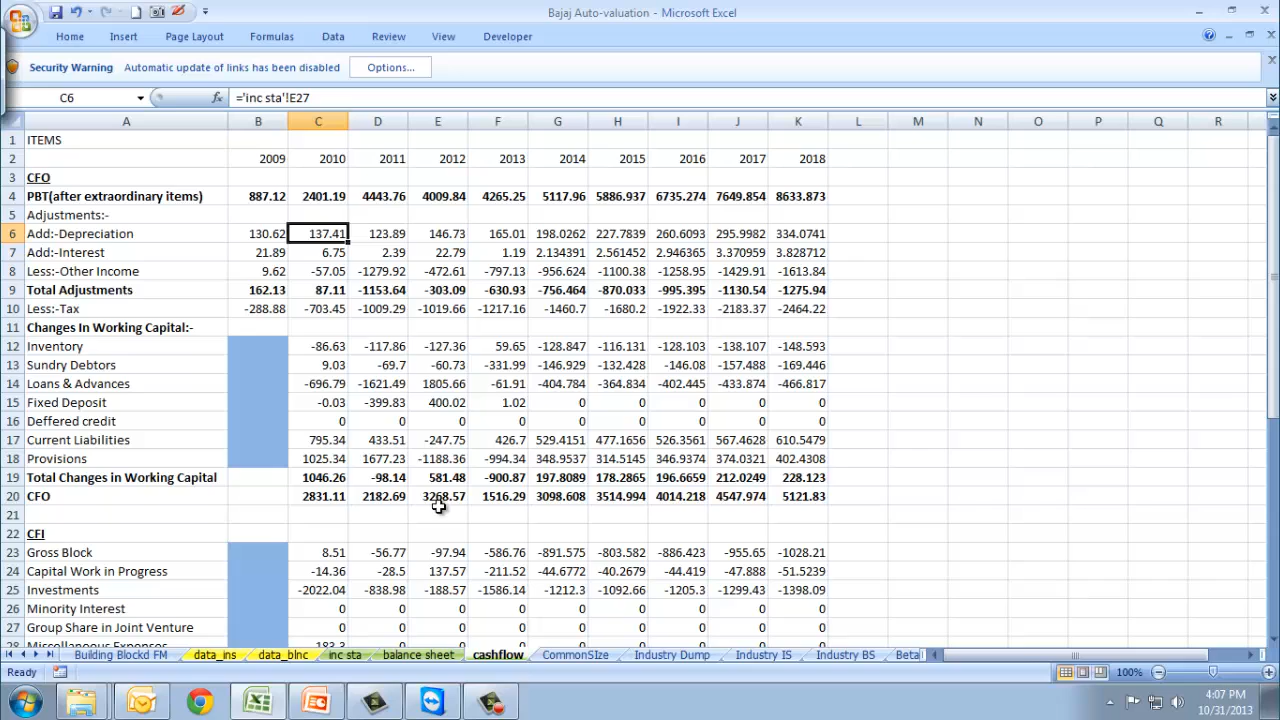 Bajaj Auto-valuation - Microsoft Excel
Home Insert Page Layout Formulas Data Review View Developer
Security Warning Automatic update of links has been disabled Options...
C6 fx ='inc sta'!E27
A B C D E F G H I J K L M N O P Q R
1 ITEMS
2 2009 2010 2011 2012 2013 2014 2015 2016 2017 2018
3 CFO
4 PBT(after extraordinary items) 887.12 2401.19 4443.76 4009.84 4265.25 5117.96 5886.937 6735.274 7649.854 8633.873
5 Adjustments:-
6 Add:-Depreciation 130.62 137.41 123.89 146.73 165.01 198.0262 227.7839 260.6093 295.9982 334.0741
7 Add:-Interest 21.89 6.75 2.39 22.79 1.19 2.134391 2.561452 2.946365 3.370959 3.828712
8 Less:-Other Income 9.62 -57.05 -1279.92 -472.61 -797.13 -956.624 -1100.38 -1258.95 -1429.91 -1613.84
9 Total Adjustments 162.13 87.11 -1153.64 -303.09 -630.93 -756.464 -870.033 -995.395 -1130.54 -1275.94
10 Less:-Tax -288.88 -703.45 -1009.29 -1019.66 -1217.16 -1460.7 -1680.2 -1922.33 -2183.37 -2464.22
11 Changes In Working Capital:-
12 Inventory -86.63 -117.86 -127.36 59.65 -128.847 -116.131 -128.103 -138.107 -148.593
13 Sundry Debtors 9.03 -69.7 -60.73 -331.99 -146.929 -132.428 -146.08 -157.488 -169.446
14 Loans & Advances -696.79 -1621.49 1805.66 -61.91 -404.784 -364.834 -402.445 -433.874 -466.817
15 Fixed Deposit -0.03 -399.83 400.02 1.02 0 0 0 0 0
16 Deffered credit 0 0 0 0 0 0 0 0 0
17 Current Liabilities 795.34 433.51 -247.75 426.7 529.4151 477.1656 526.3561 567.4628 610.5479
18 Provisions 1025.34 1677.23 -1188.36 -994.34 348.9537 314.5145 346.9374 374.0321 402.4308
19 Total Changes in Working Capital 1046.26 -98.14 581.48 -900.87 197.8089 178.2865 196.6659 212.0249 228.123
20 CFO 2831.11 2182.69 3268.57 1516.29 3098.608 3514.994 4014.218 4547.974 5121.83
21
22 CFI
23 Gross Block 8.51 -56.77 -97.94 -586.76 -891.575 -803.582 -886.423 -955.65 -1028.21
24 Capital Work in Progress -14.36 -28.5 137.57 -211.52 -44.6772 -40.2679 -44.419 -47.888 -51.5239
25 Investments -2022.04 -838.98 -188.57 -1586.14 -1212.3 -1092.66 -1205.3 -1299.43 -1398.09
26 Minority Interest 0 0 0 0 0 0 0 0 0
27 Group Share in Joint Venture 0 0 0 0 0 0 0 0 0
28 Miscellaneous Expenses 183.3 0 0 0 0 0 0 0 0
Building Blockd FM data_ins data_blnc inc sta balance sheet cashflow CommonSIze Industry Dump Industry IS Industry BS Beta
Ready 100%
4:07 PM
10/31/2013